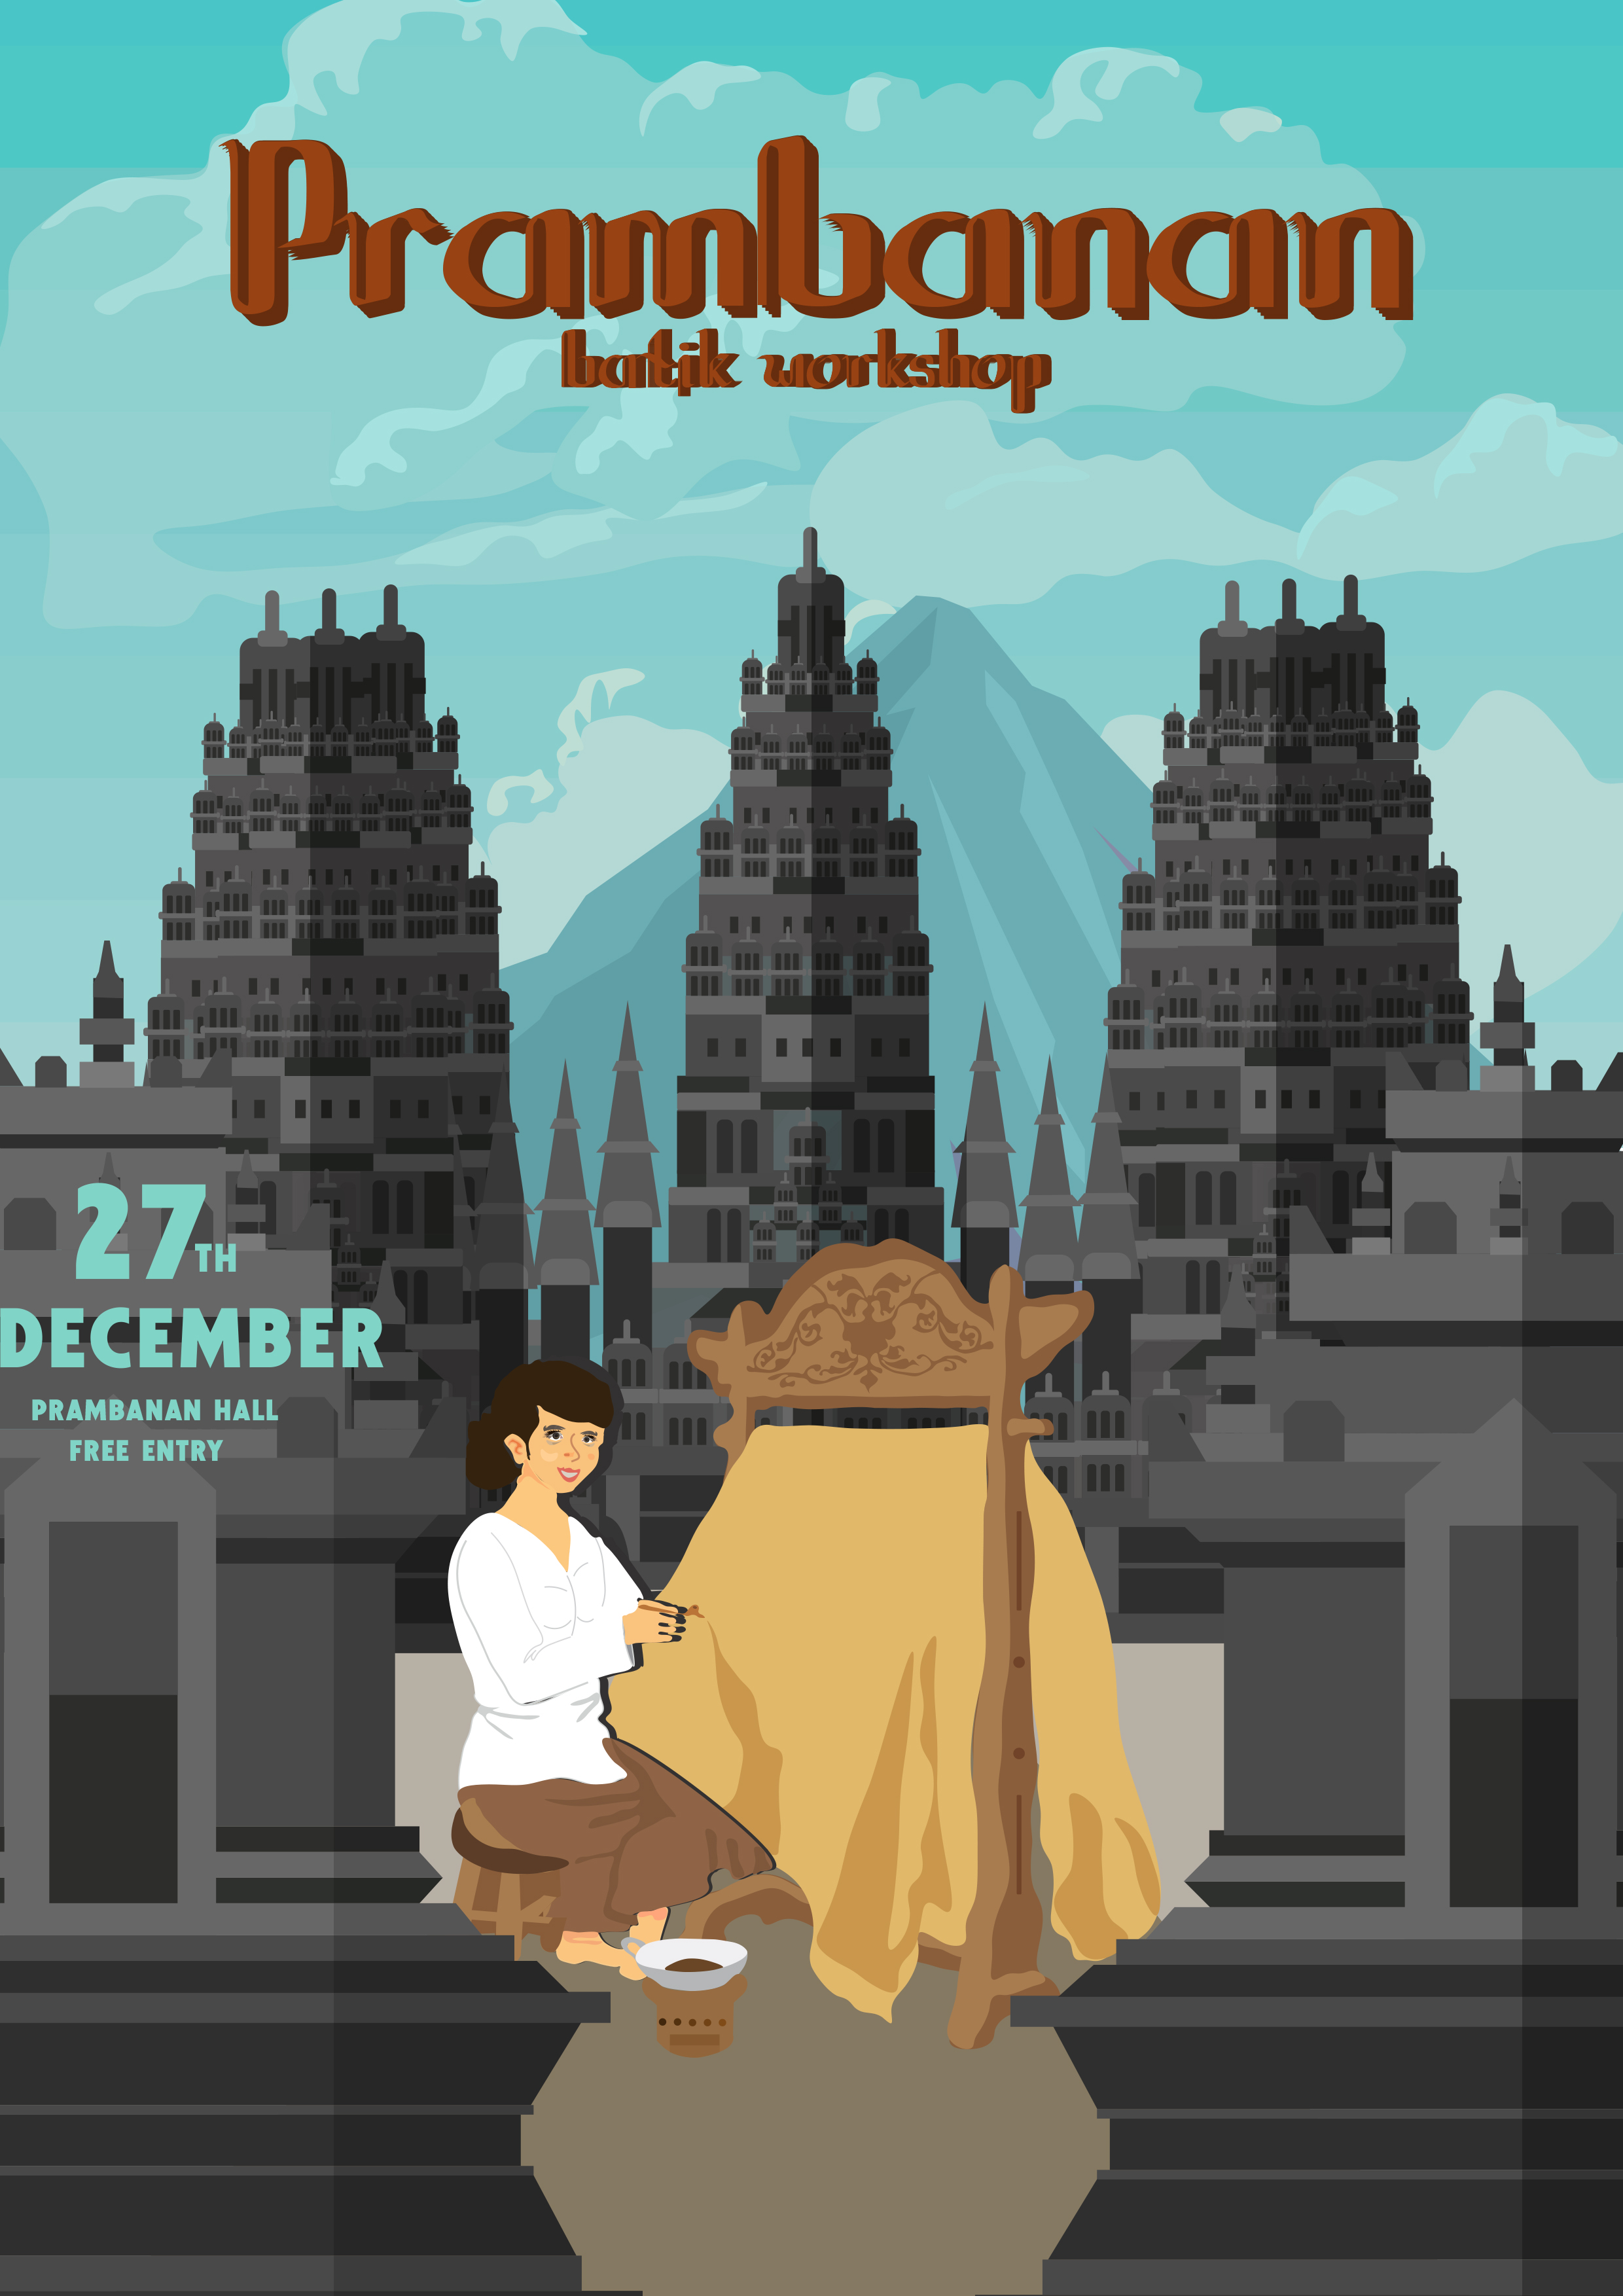 Prambanan
batik workshop
27TH
DECEMBER
PRAMBANAN HALL
FREE ENTRY